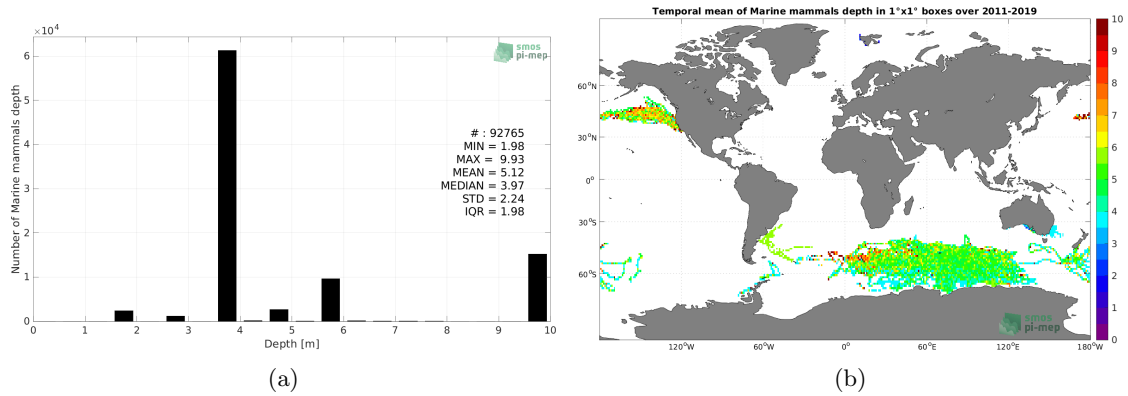 ×10⁴
6
5
4
3
2
1
0
Number of Marine mammals depth
smos
pi-mep
# : 92765
MIN = 1.98
MAX = 9.93
MEAN = 5.12
MEDIAN = 3.97
STD = 2.24
IQR = 1.98
0 1 2 3 4 5 6 7 8 9 10
Depth [m]
(a)
Temporal mean of Marine mammals depth in 1°x1° boxes over 2011-2019
60°N
30°N
0°
30°S
60°S
smos
pi-mep
120°W 60°W 0° 60°E 120°E 180°W
10
9
8
7
6
5
4
3
2
1
0
(b)